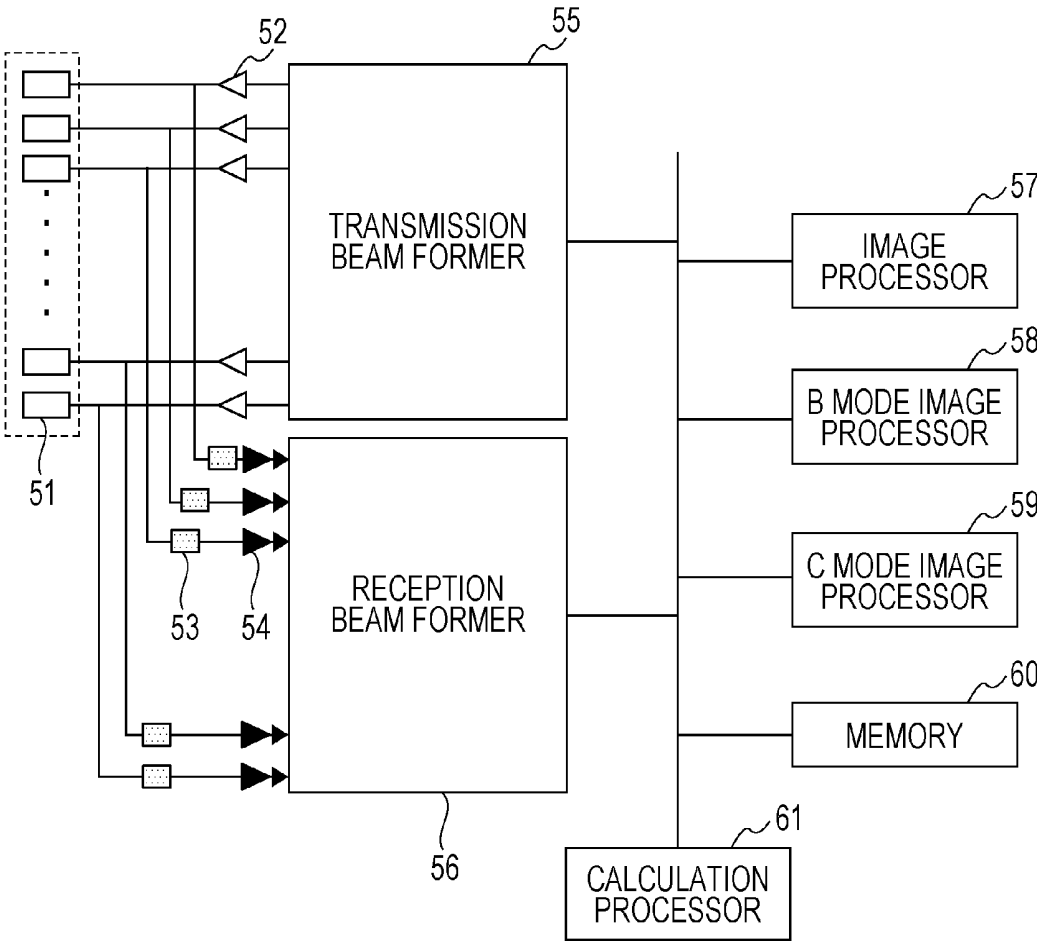 52
55
TRANSMISSION
BEAM FORMER
57
IMAGE
PROCESSOR
58
B MODE IMAGE
PROCESSOR
51
59
C MODE IMAGE
PROCESSOR
53
54
RECEPTION
BEAM FORMER
60
MEMORY
56
61
CALCULATION
PROCESSOR